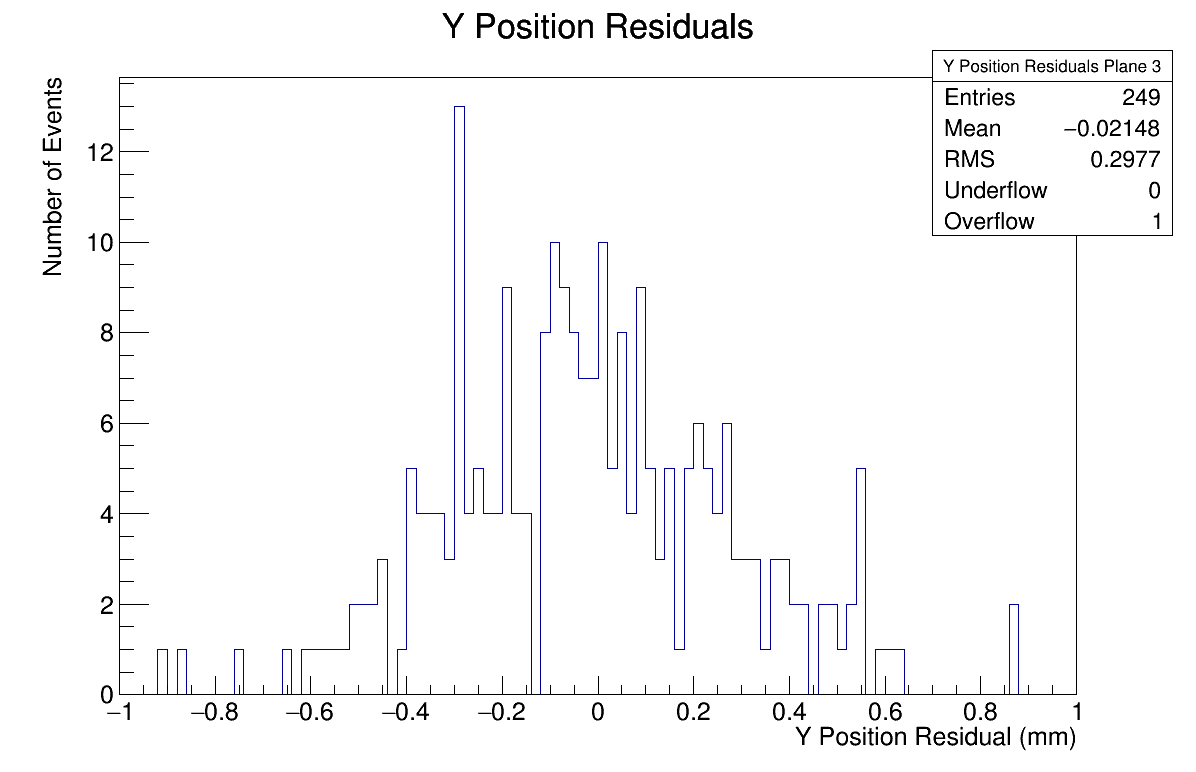 Y Position Residuals
Y Position Residuals Plane 3
Entries 249
Mean −0.02148
RMS 0.2977
Underflow 0
Overflow 1
Number of Events
12
10
8
6
4
2
0
−1 −0.8 −0.6 −0.4 −0.2 0 0.2 0.4 0.6 0.8 1
Y Position Residual (mm)